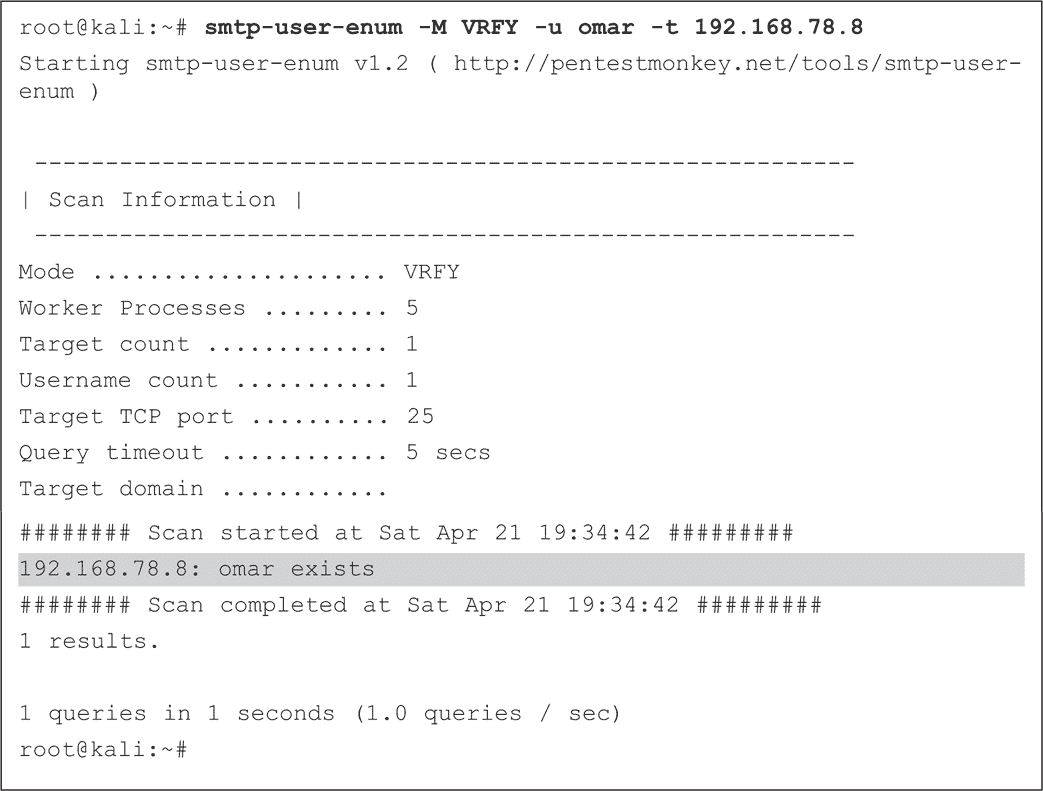 root@kali:~# smtp-user-enum -M VRFY -u omar -t 192.168.78.8
Starting smtp-user-enum v1.2 ( http://pentestmonkey.net/tools/smtp-user-
enum )
----------------------------------------------------------
| Scan Information |
----------------------------------------------------------
Mode ..................... VRFY
Worker Processes ......... 5
Target count ............. 1
Username count ........... 1
Target TCP port .......... 25
Query timeout ............ 5 secs
Target domain ............
######## Scan started at Sat Apr 21 19:34:42 #########
192.168.78.8: omar exists
######## Scan completed at Sat Apr 21 19:34:42 #########
1 results.
1 queries in 1 seconds (1.0 queries / sec)
root@kali:~#